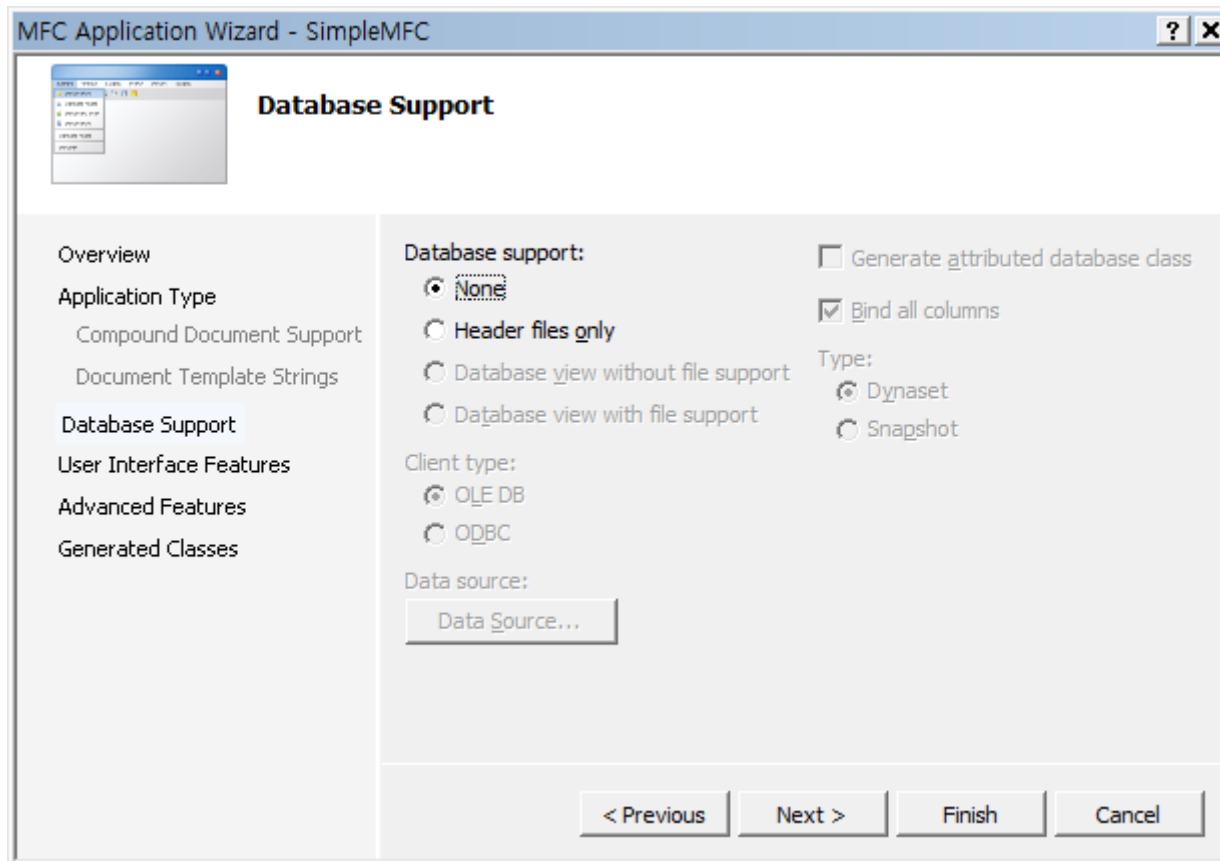 MFC Application Wizard - SimpleMFC
Database Support
Overview
Application Type
Compound Document Support
Document Template Strings
Database Support
User Interface Features
Advanced Features
Generated Classes
Database support:
None
Header files only
Database view without file support
Database view with file support
Client type:
OLE DB
ODBC
Data source:
Data Source...
Generate attributed database class
Bind all columns
Type:
Dynaset
Snapshot
< Previous
Next >
Finish
Cancel